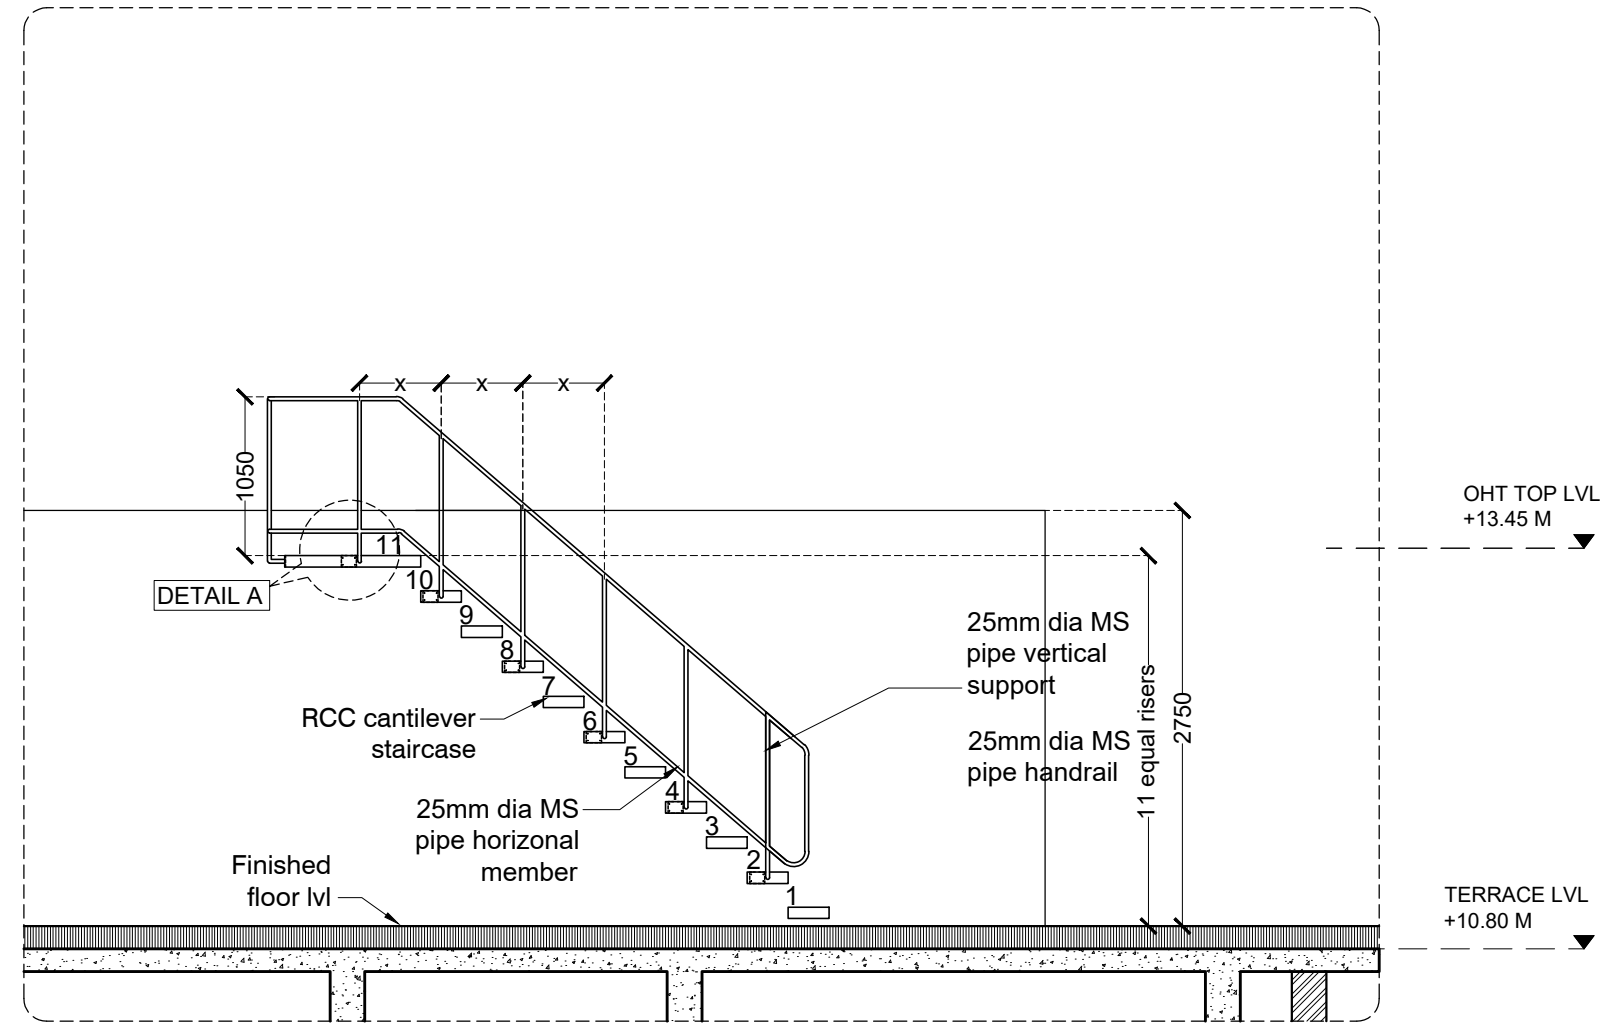 x
x
x
1050
OHT TOP LVL
+13.45 M
11
10
DETAIL A
9
8
7
6
5
4
3
2
1
RCC cantilever
staircase
25mm dia MS
pipe horizonal
member
Finished
floor lvl
25mm dia MS
pipe vertical
support
25mm dia MS
pipe handrail
11 equal risers
2750
TERRACE LVL
+10.80 M